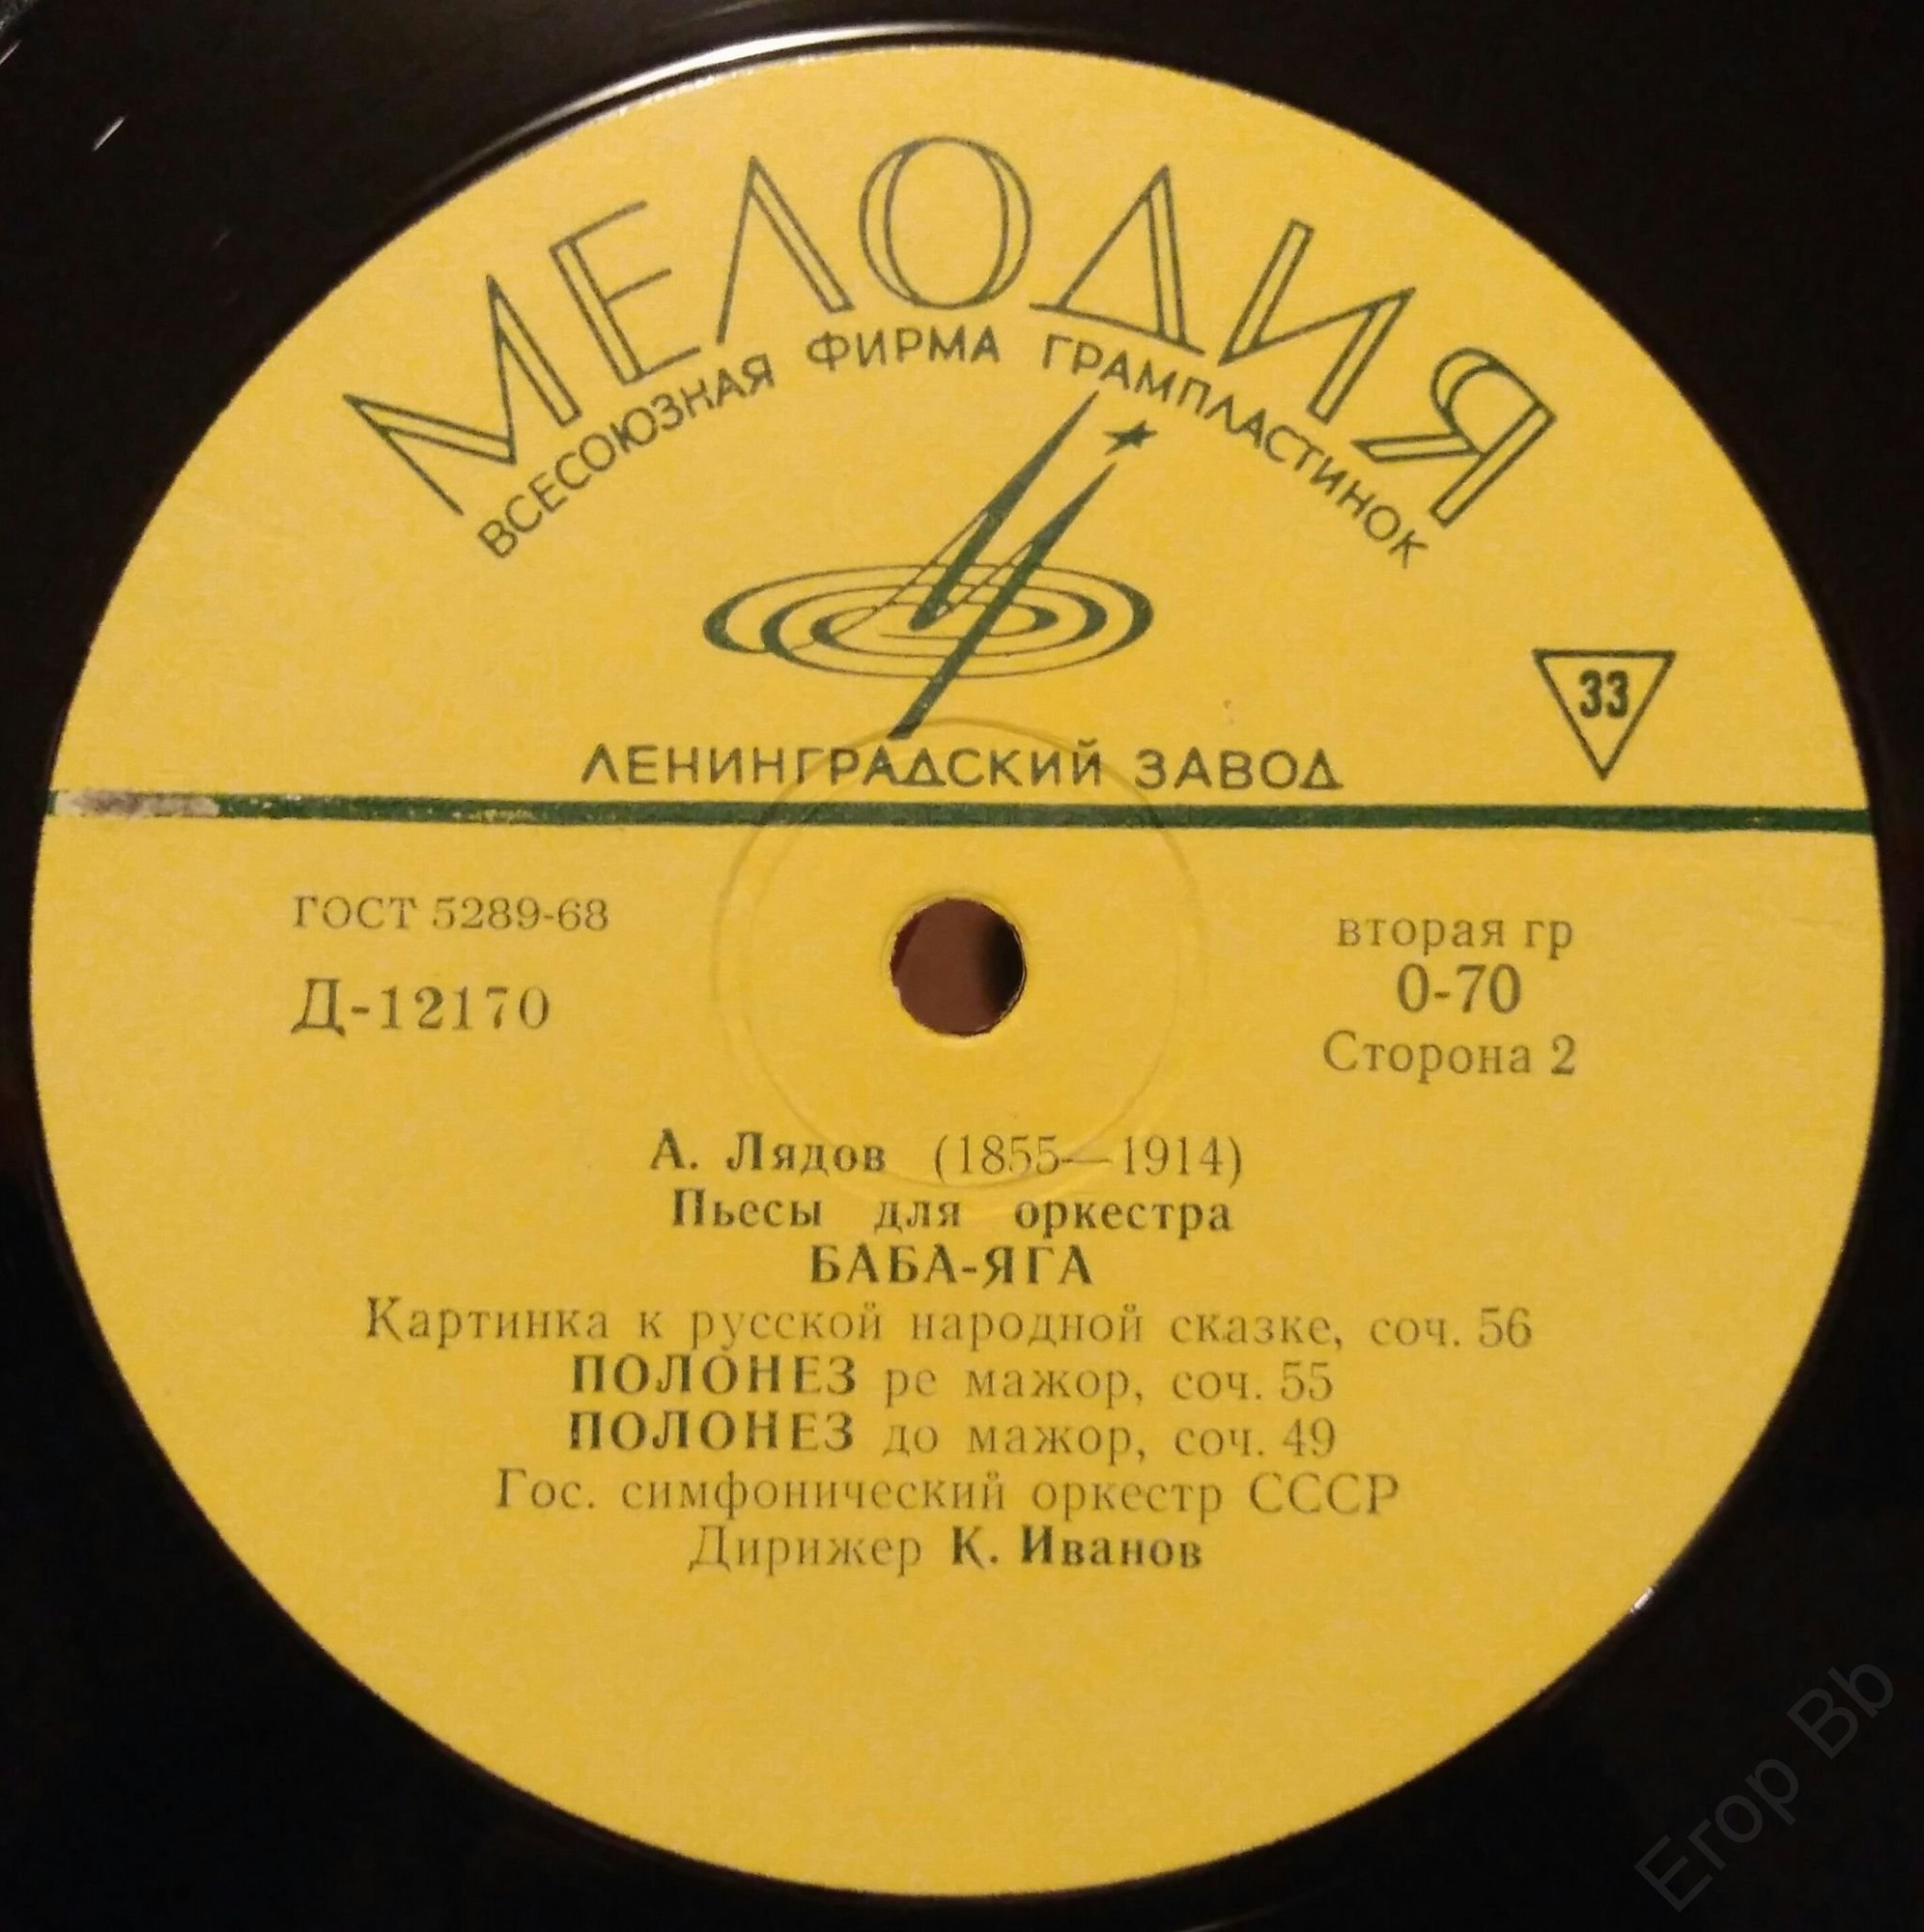 МЕЛОДИЯ
ВСЕСОЮЗНАЯ ФИРМА ГРАМПЛАСТИНОК
33
ЛЕНИНГРАДСКИЙ ЗАВОД
ГОСТ 5289-68
Д-12170
вторая гр
0-70
Сторона 2
А. Лядов (1855—1914)
Пьесы для оркестра
БАБА-ЯГА
Картинка к русской народной сказке, соч. 56
ПОЛОНЕЗ ре мажор, соч. 55
ПОЛОНЕЗ до мажор, соч. 49
Гос. симфонический оркестр СССР
Дирижер К. Иванов
Егор Bb